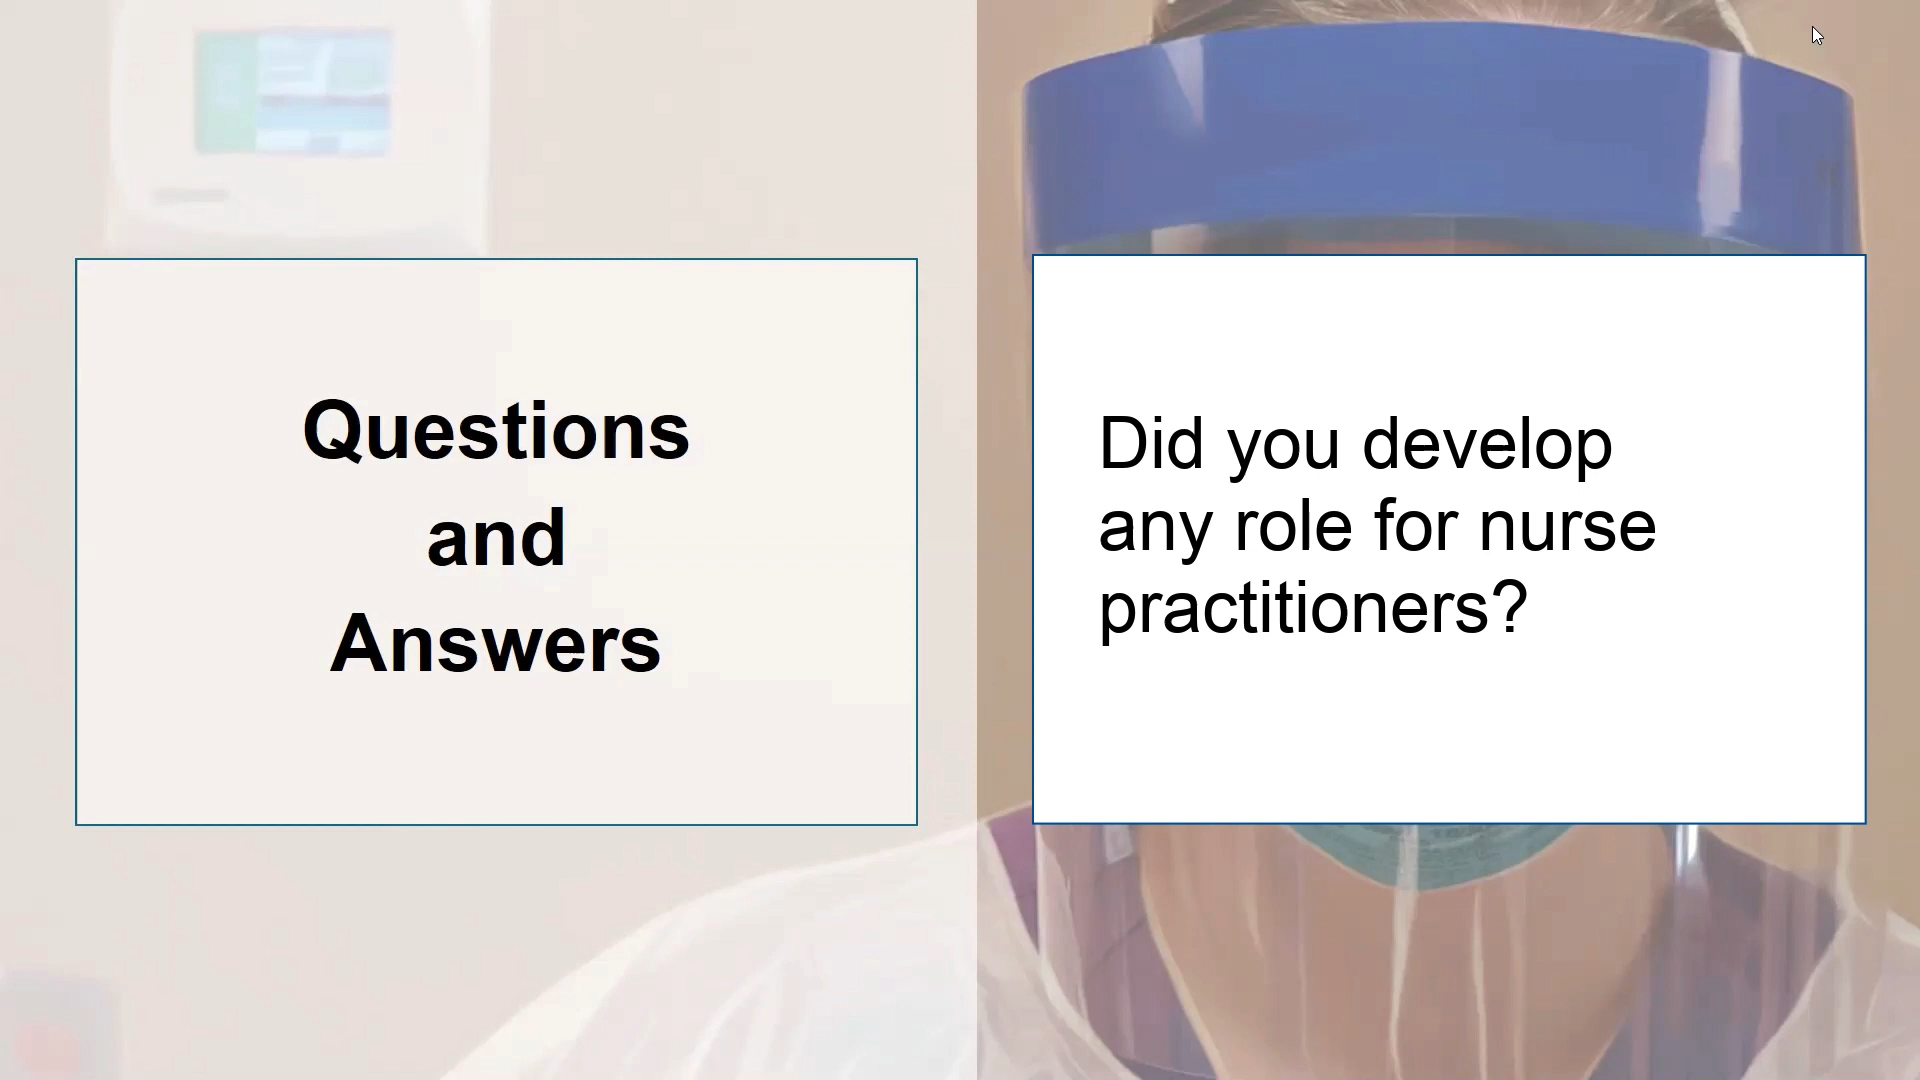 Questions
and
Answers
Did you develop
any role for nurse
practitioners?